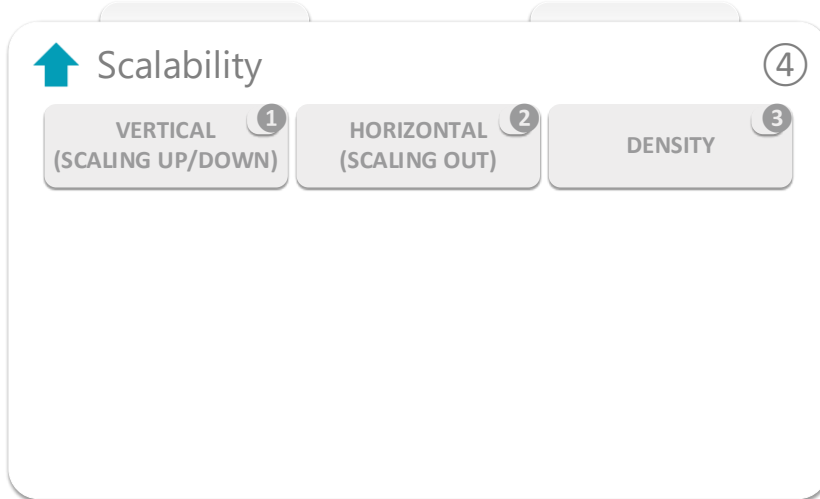 Scalability
④
VERTICAL
(SCALING UP/DOWN)
1
HORIZONTAL
(SCALING OUT)
2
DENSITY
3